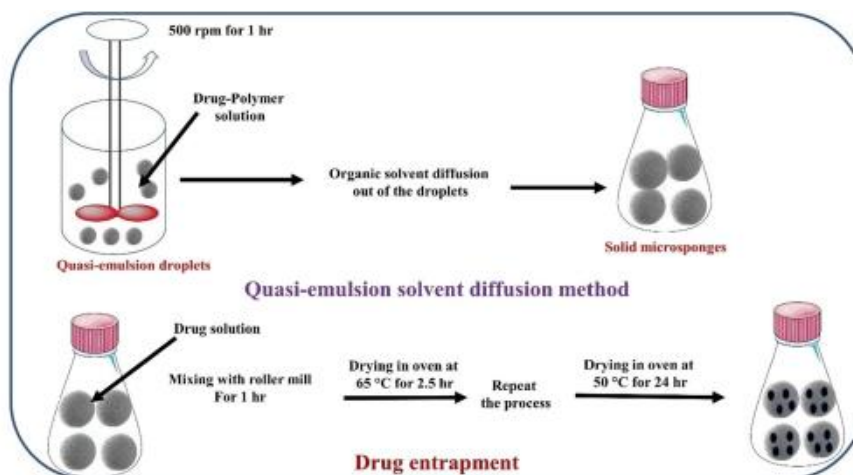 500 rpm for 1 hr
Drug-Polymer
solution
Organic solvent diffusion
out of the droplets
Quasi-emulsion droplets
Solid microsponges
Quasi-emulsion solvent diffusion method
Drug solution
Mixing with roller mill
For 1 hr
Drying in oven at
65 °C for 2.5 hr
Repeat
the process
Drying in oven at
50 °C for 24 hr
Drug entrapment